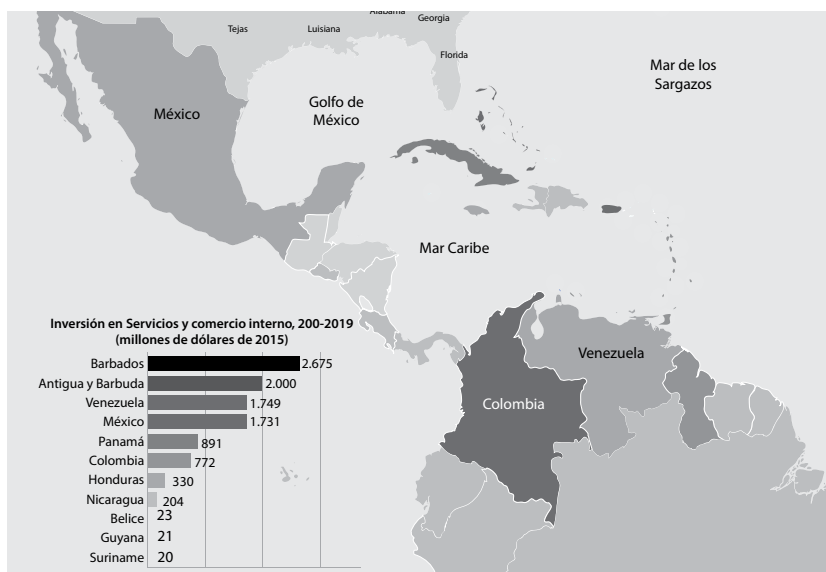 Alabama
Georgia
Tejas
Luisiana
Florida
Mar de los
Sargazos
México
Golfo de
México
Mar Caribe
Inversión en Servicios y comercio interno, 200-2019
(millones de dólares de 2015)
Venezuela
Colombia
Barbados 2.675
Antigua y Barbuda 2.000
Venezuela 1.749
México 1.731
Panamá 891
Colombia 772
Honduras 330
Nicaragua 204
Belice 23
Guyana 21
Suriname 20